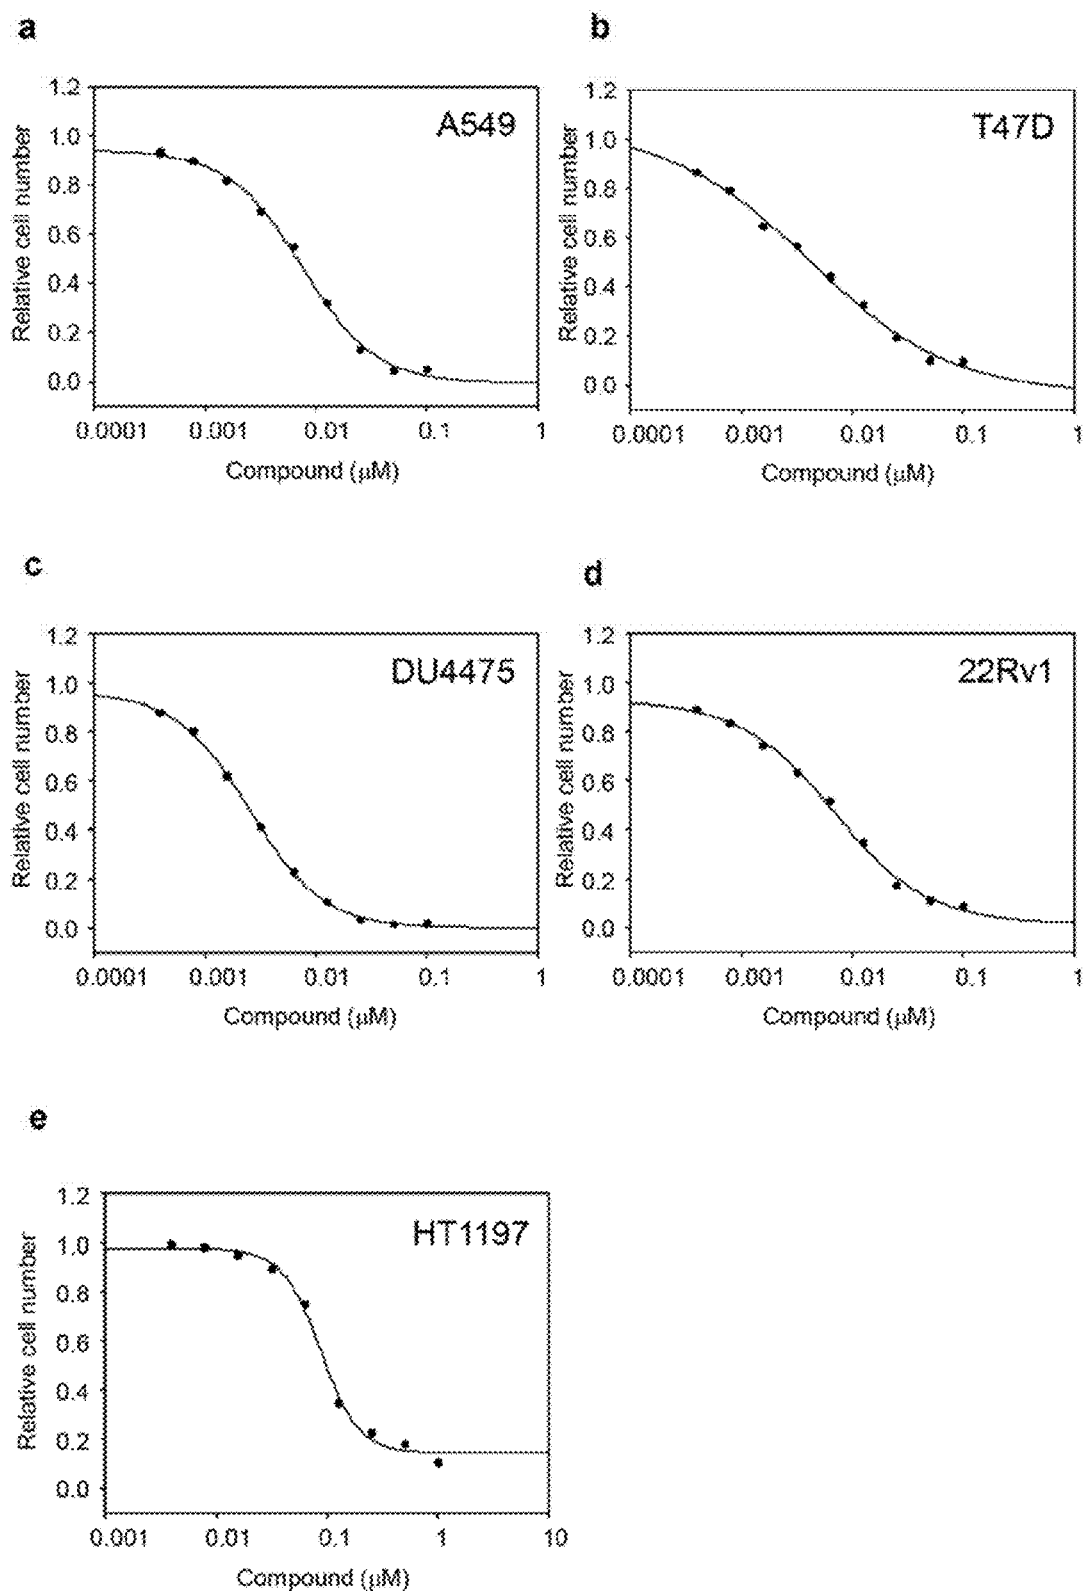 a
1.2
1.0
0.8
0.6
0.4
0.2
0.0
Relative cell number
A549
0.0001 0.001 0.01 0.1 1
Compound (μM)
b
1.2
1.0
0.8
0.6
0.4
0.2
0.0
Relative cell number
T47D
0.0001 0.001 0.01 0.1 1
Compound (μM)
c
1.2
1.0
0.8
0.6
0.4
0.2
0.0
Relative cell number
DU4475
0.0001 0.001 0.01 0.1 1
Compound (μM)
d
1.2
1.0
0.8
0.6
0.4
0.2
0.0
Relative cell number
22Rv1
0.0001 0.001 0.01 0.1 1
Compound (μM)
e
1.2
1.0
0.8
0.6
0.4
0.2
0.0
Relative cell number
HT1197
0.001 0.01 0.1 1 10
Compound (μM)